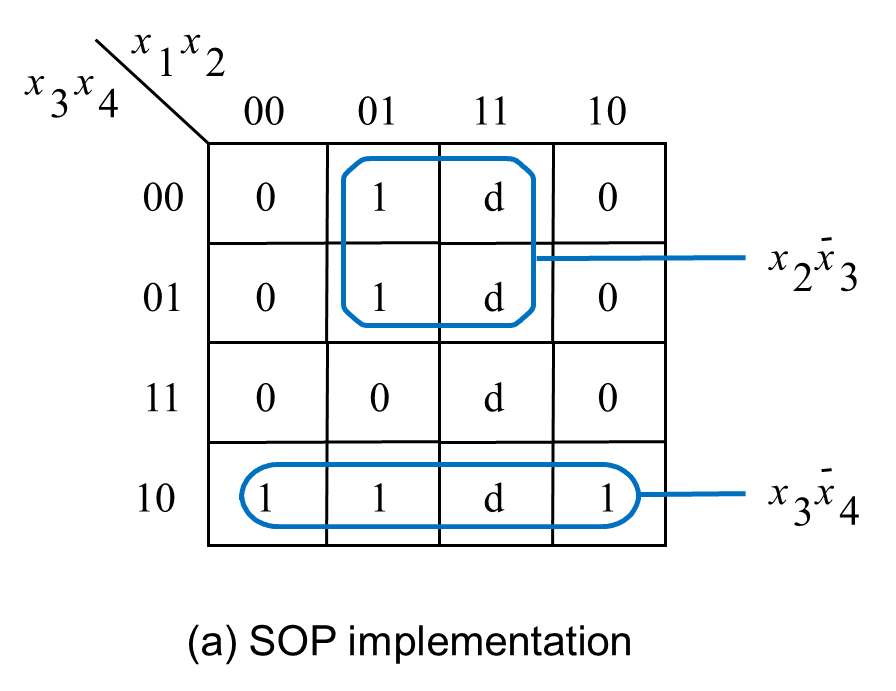 x₁x₂
x₃x₄
00 01 11 10
00 0 1 d 0
01 0 1 d 0 x₂x̄₃
11 0 0 d 0
10 1 1 d 1 x₃x̄₄
(a) SOP implementation